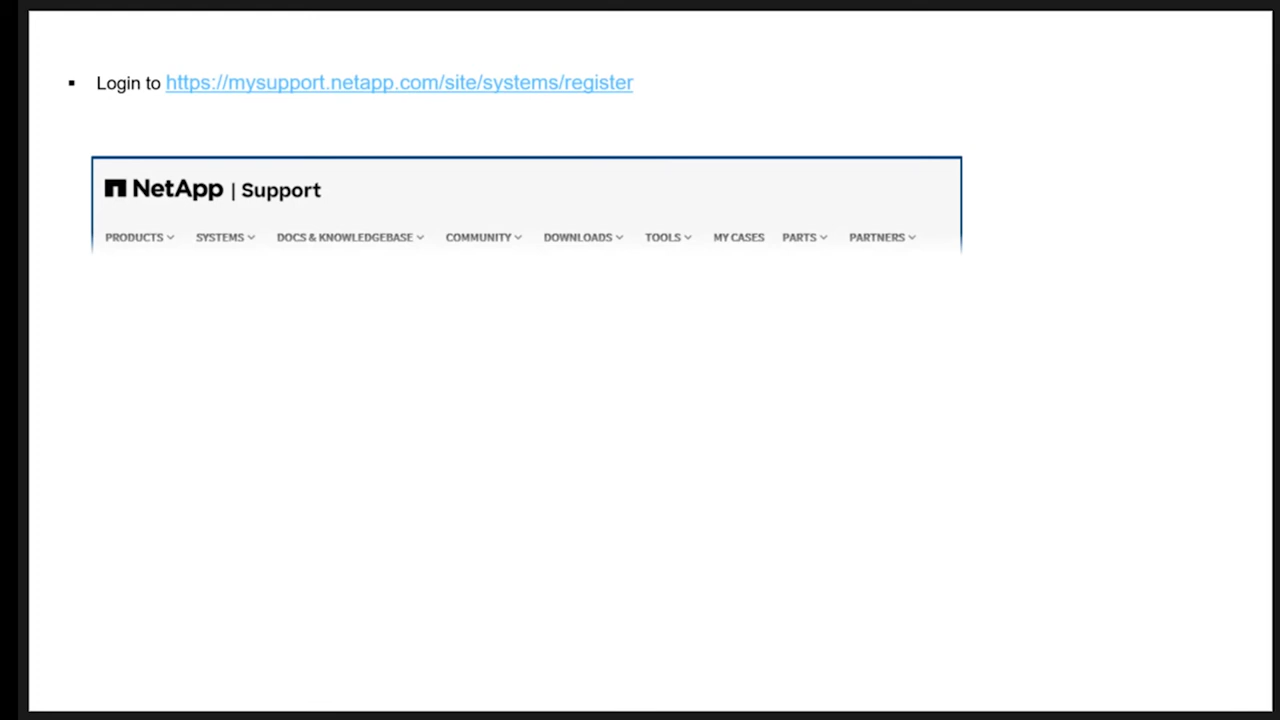 ▪ Login to https://mysupport.netapp.com/site/systems/register
NetApp | Support
PRODUCTS SYSTEMS DOCS & KNOWLEDGEBASE COMMUNITY DOWNLOADS TOOLS MY CASES PARTS PARTNERS